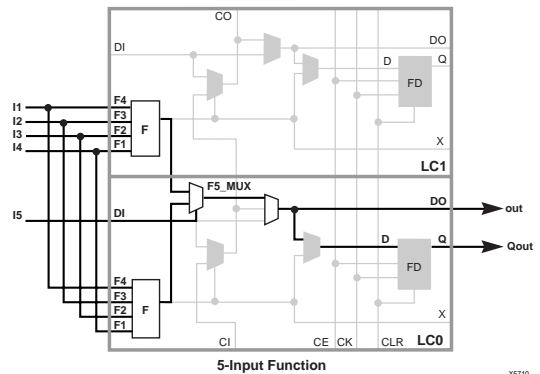 CO
DI
DO
Q
D
FD
I1
I2
I3
I4
F4
F3
F2
F1
F
X
LC1
F5_MUX
I5
DI
DO
out
D
Q
Qout
FD
F4
F3
F2
F1
F
X
CI
CE
CK
CLR
LC0
5-Input Function
X5710